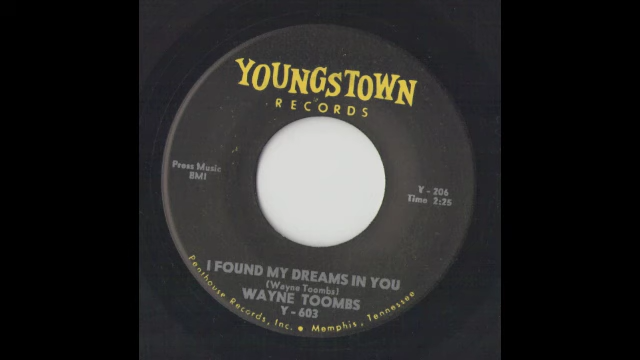 YOUNGSTOWN
RECORDS
Press Music
BMI
Y - 206
Time 2:25
I FOUND MY DREAMS IN YOU
(Wayne Toombs)
WAYNE TOOMBS
Y - 603
Penthouse Records, Inc. • Memphis, Tennessee